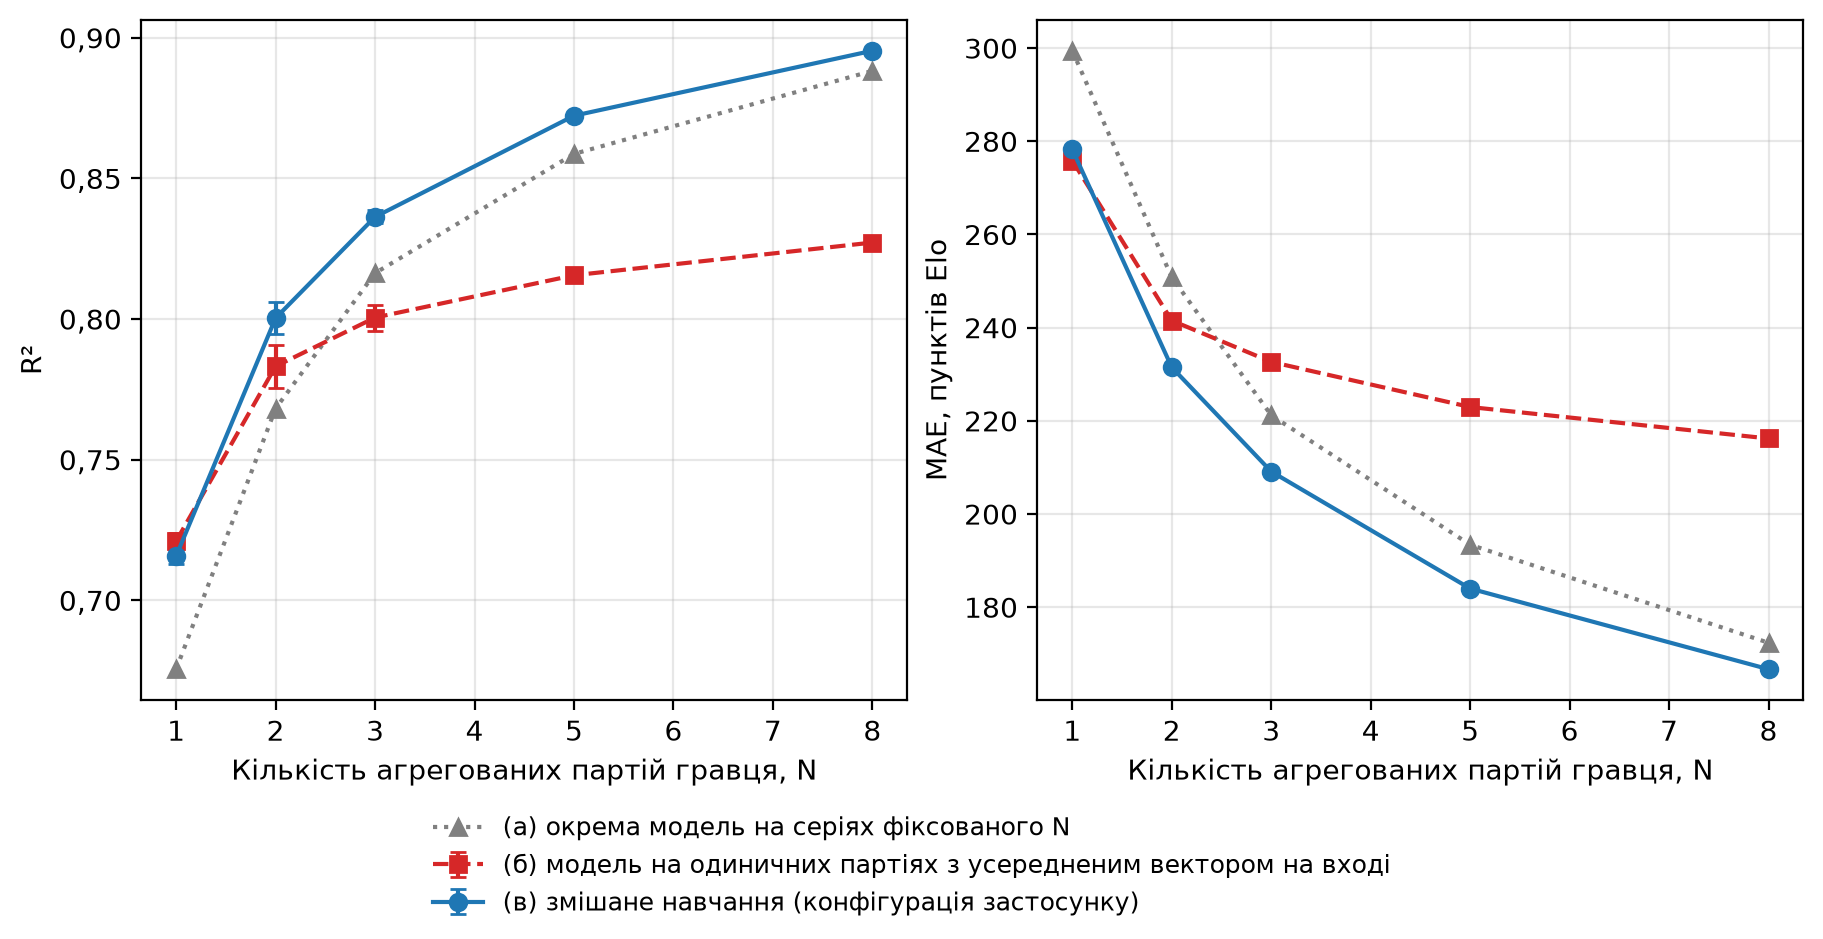 0,90
0,85
0,80
0,75
0,70
R²
1 2 3 4 5 6 7 8
Кількість агрегованих партій гравця, N
300
280
260
240
220
200
180
MAE, пунктів Elo
1 2 3 4 5 6 7 8
Кількість агрегованих партій гравця, N
(а) окрема модель на серіях фіксованого N
(б) модель на одиничних партіях з усередненим вектором на вході
(в) змішане навчання (конфігурація застосунку)